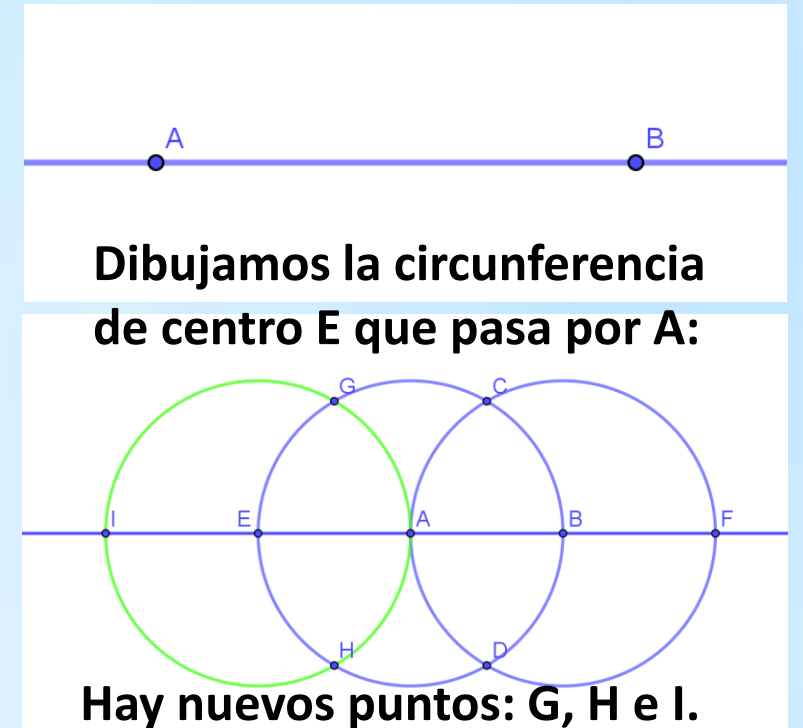 A B
Dibujamos la circunferencia
de centro E que pasa por A:
G C
I E A B F
H D
Hay nuevos puntos: G, H e I.